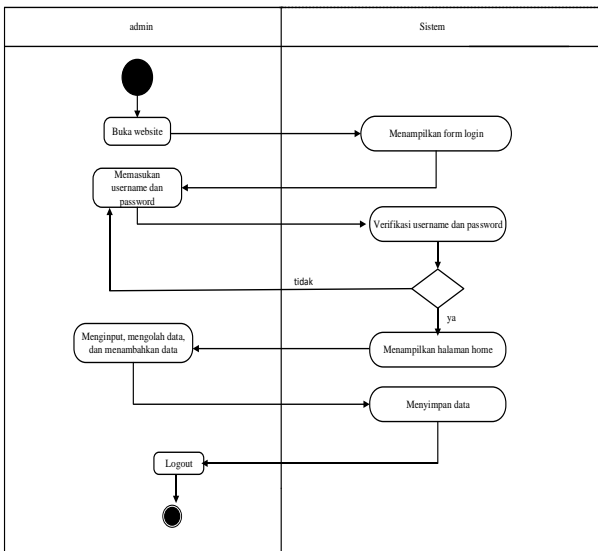 admin
Sistem
Buka website
Menampilkan form login
Memasukan
username dan
password
Verifikasi username dan password
tidak
ya
Menginput, mengolah data,
dan menambahkan data
Menampilkan halaman home
Menyimpan data
Logout